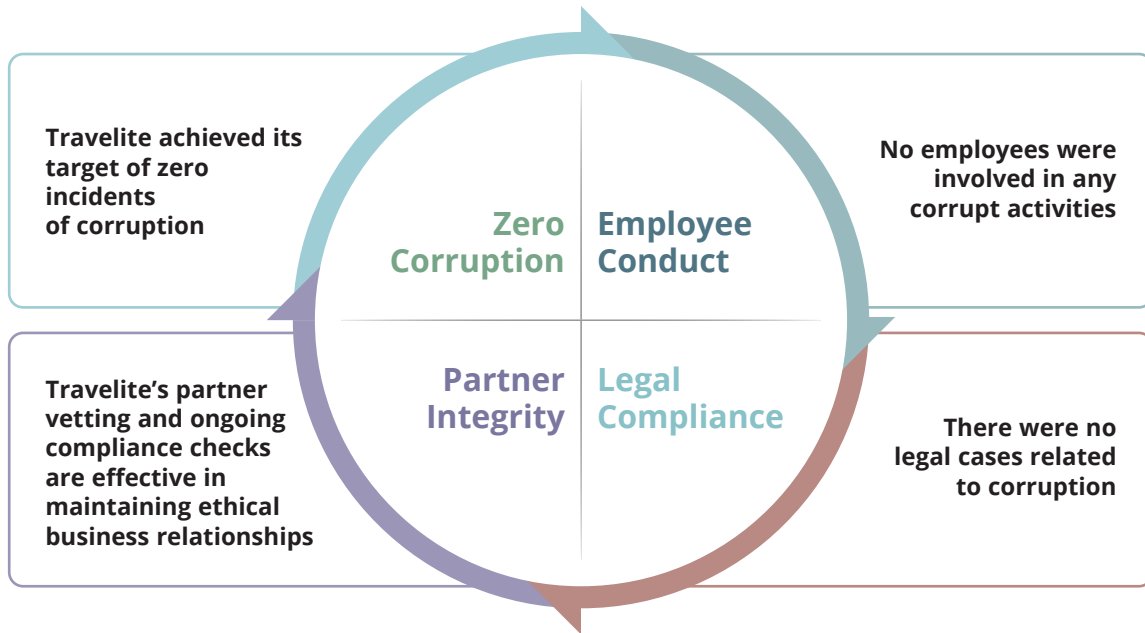 Travelite achieved its
target of zero
incidents
of corruption
Zero
Corruption
Employee
Conduct
No employees were
involved in any
corrupt activities
Travelite’s partner
vetting and ongoing
compliance checks
are effective in
maintaining ethical
business relationships
Partner
Integrity
Legal
Compliance
There were no
legal cases related
to corruption